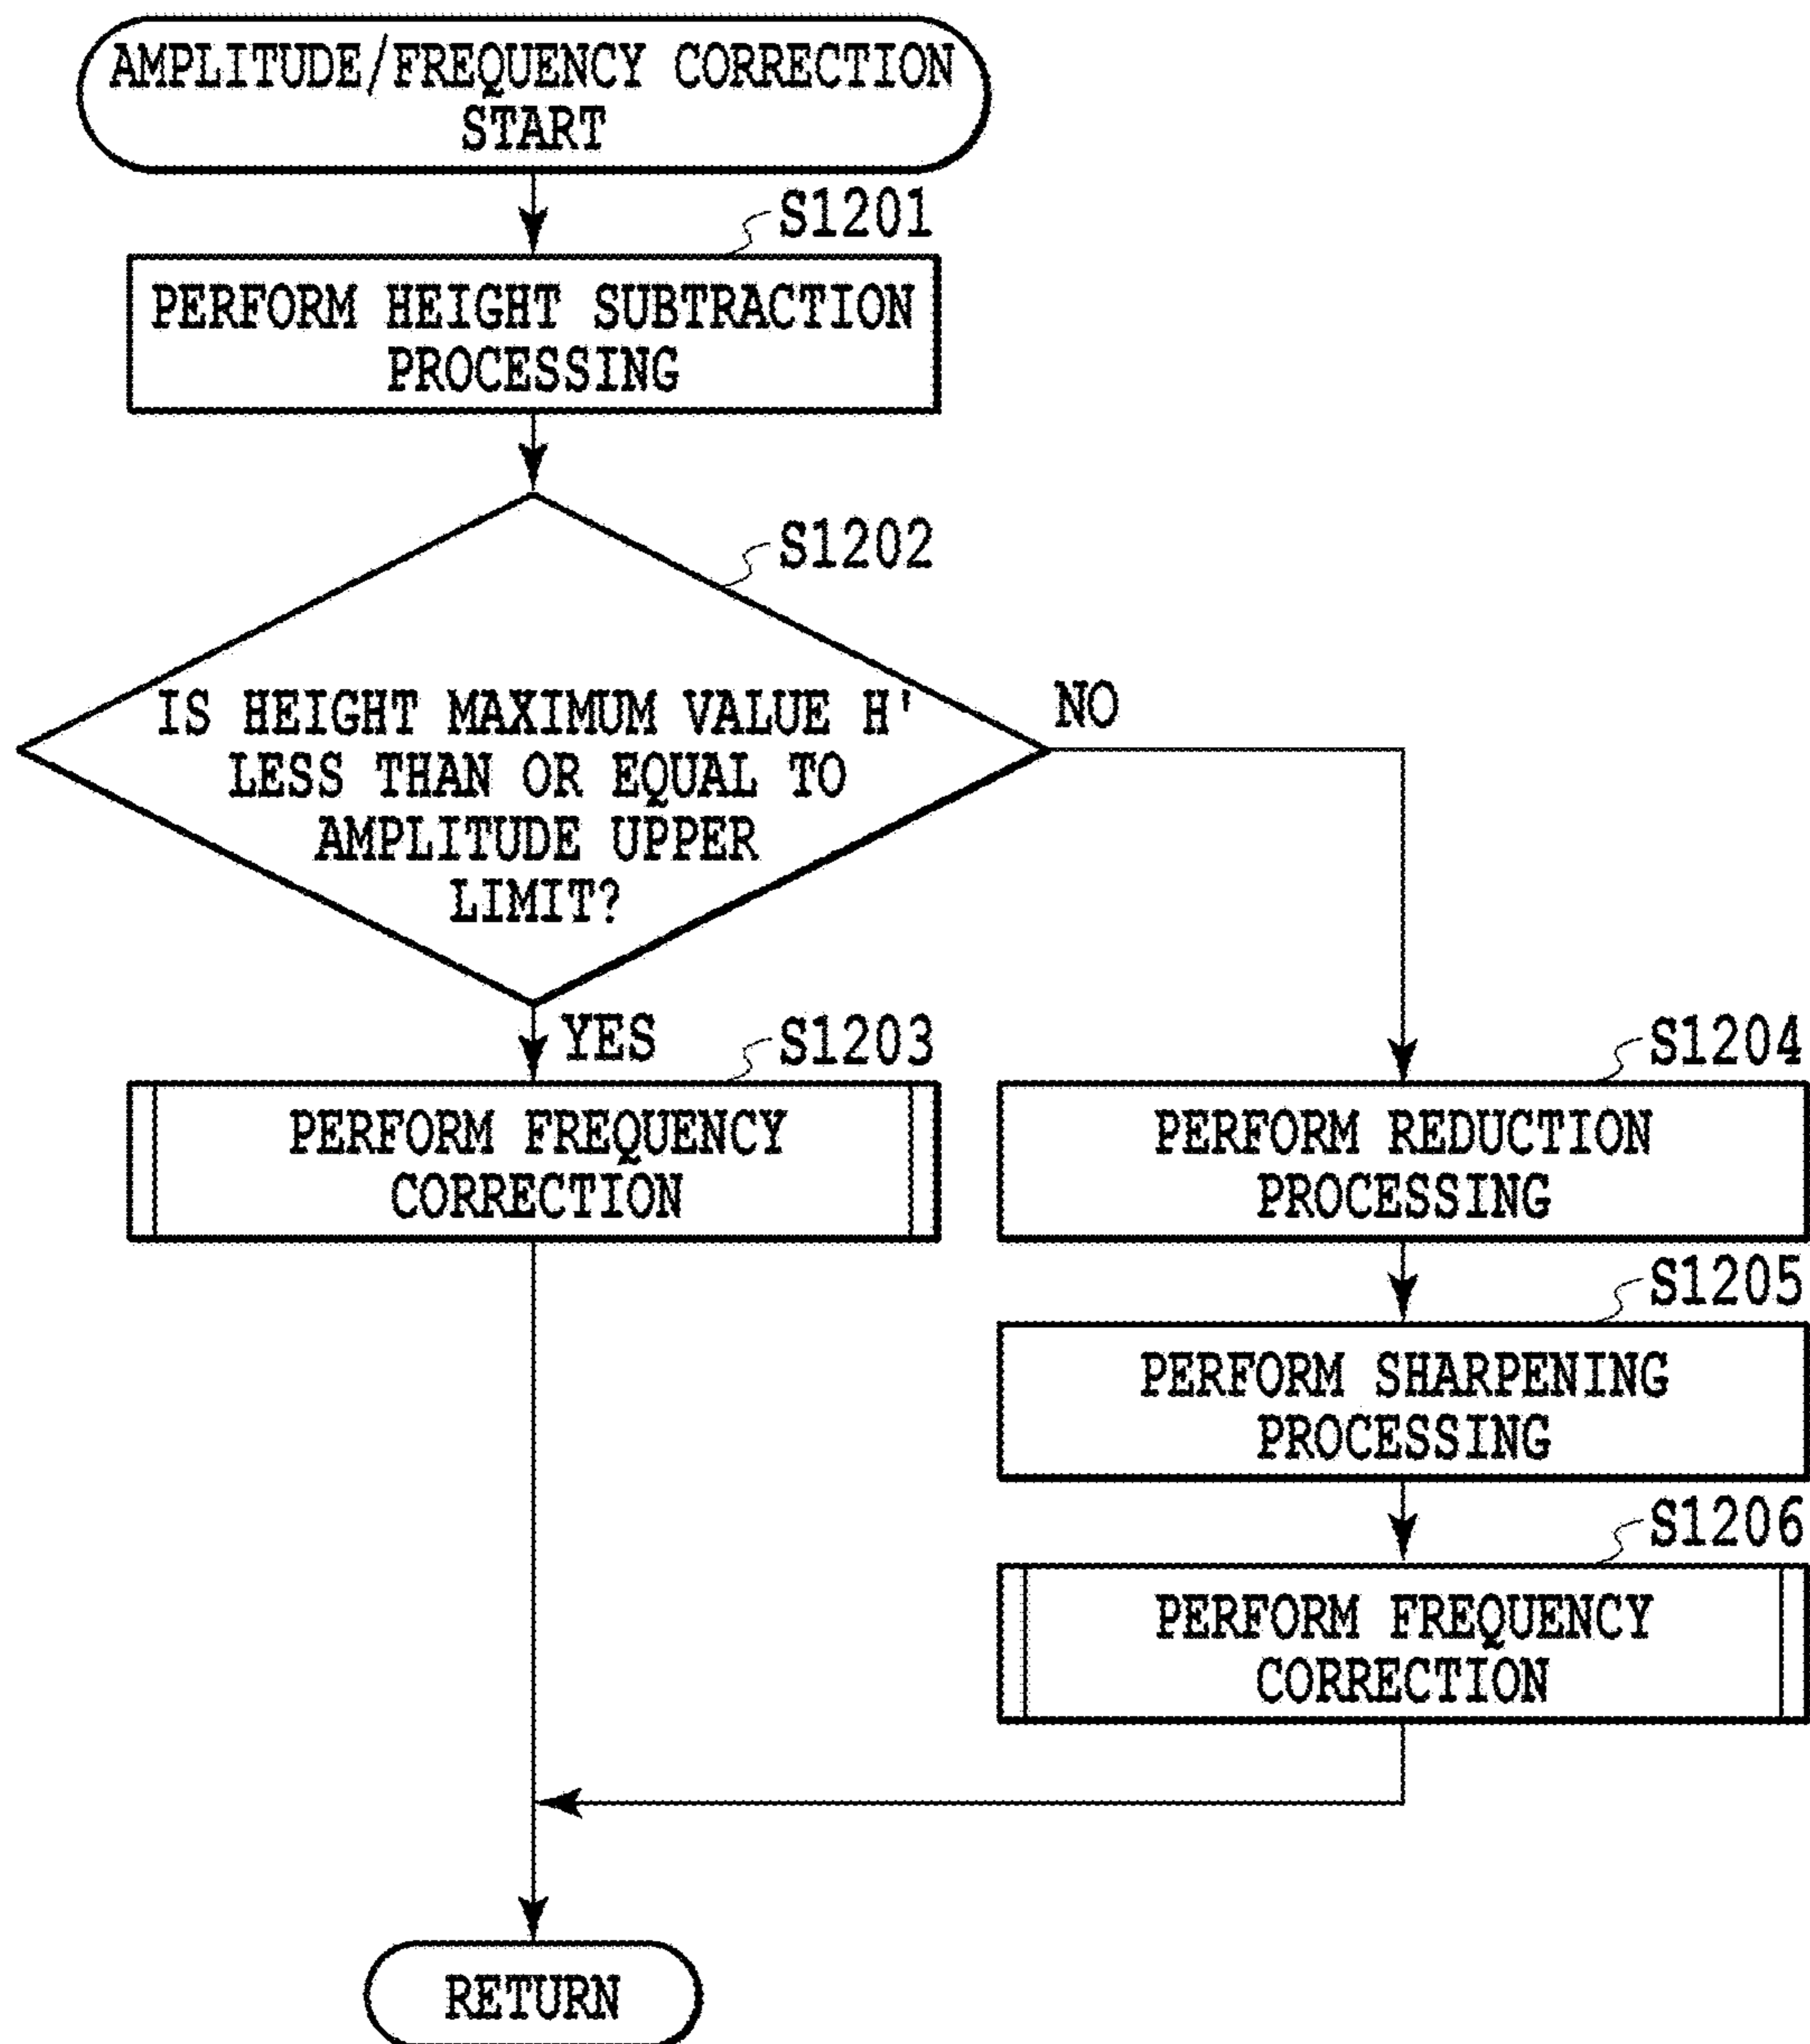 AMPLITUDE/FREQUENCY CORRECTION
START
S1201
PERFORM HEIGHT SUBTRACTION
PROCESSING
S1202
IS HEIGHT MAXIMUM VALUE H'
LESS THAN OR EQUAL TO
AMPLITUDE UPPER
LIMIT?
NO
YES
S1203
PERFORM FREQUENCY
CORRECTION
S1204
PERFORM REDUCTION
PROCESSING
S1205
PERFORM SHARPENING
PROCESSING
S1206
PERFORM FREQUENCY
CORRECTION
RETURN